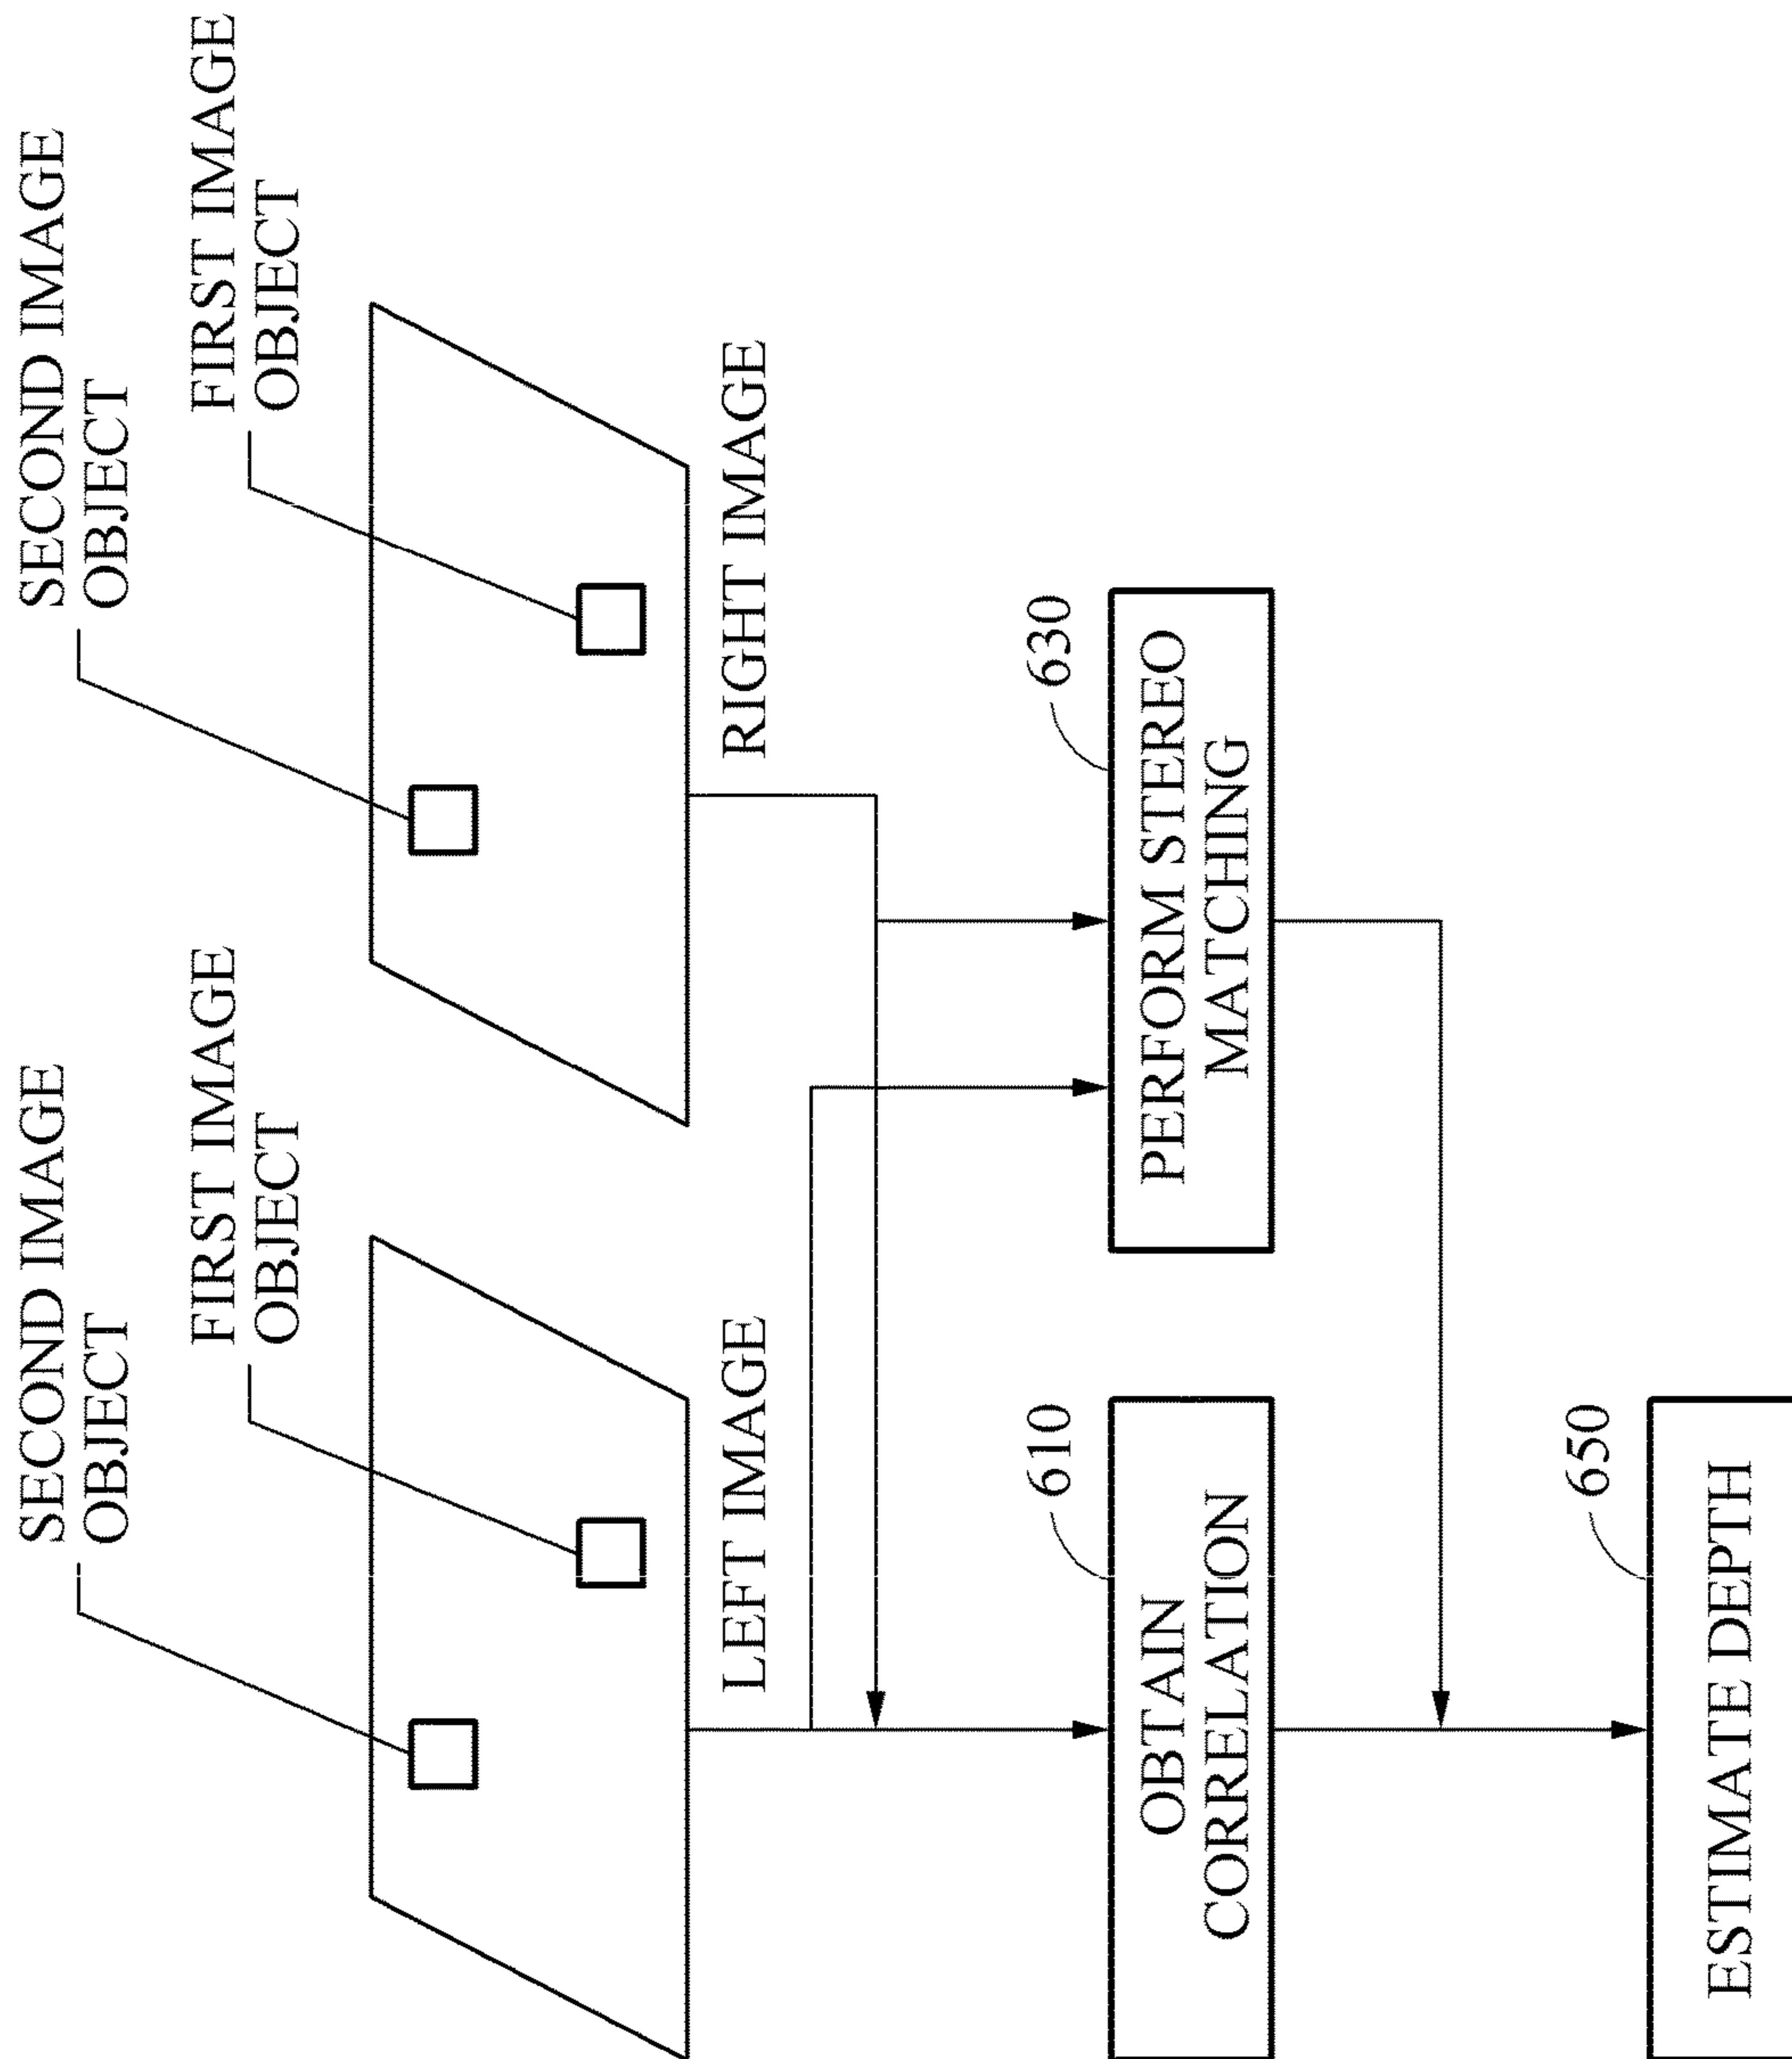 SECOND IMAGE
OBJECT
FIRST IMAGE
OBJECT
LEFT IMAGE
SECOND IMAGE
OBJECT
FIRST IMAGE
OBJECT
RIGHT IMAGE
610
OBTAIN
CORRELATION
630
PERFORM STEREO
MATCHING
650
ESTIMATE DEPTH